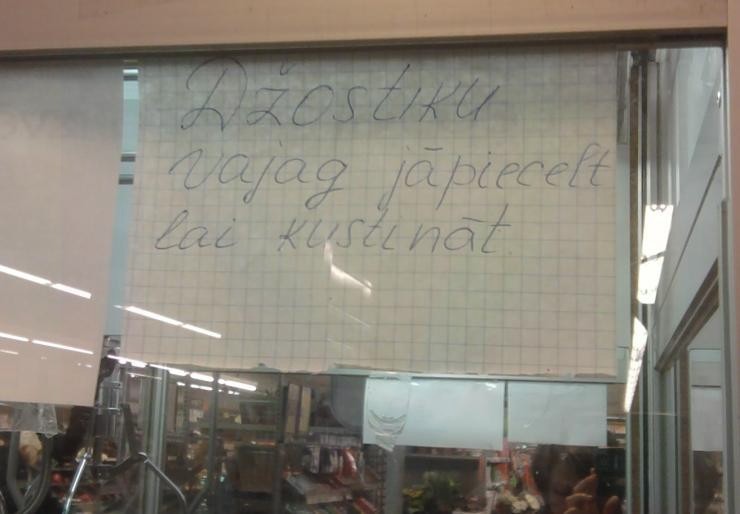 Džostiku
vajag jāpiecelt
lai kustināt